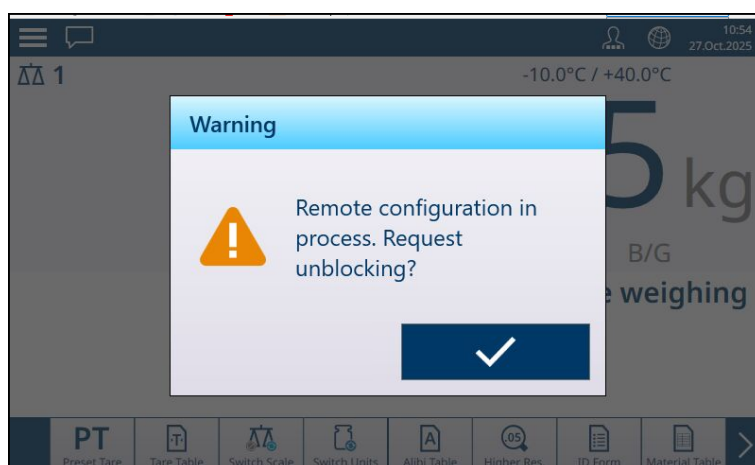 10:54
27.Oct.2025
1
-10.0°C / +40.0°C
Warning
5 kg
Remote configuration in
process. Request
unblocking?
B/G
weighing
PT
Preset Tare
T
Tare Table
Switch Scale
Switch Units
A
Alibi Table
.05
Higher Res.
ID Form
Material Table